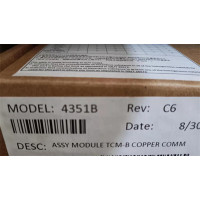 MODEL: 4351B Rev: C6
Date: 8/30
DESC: ASSY MODULE TCM-B COPPER COMM